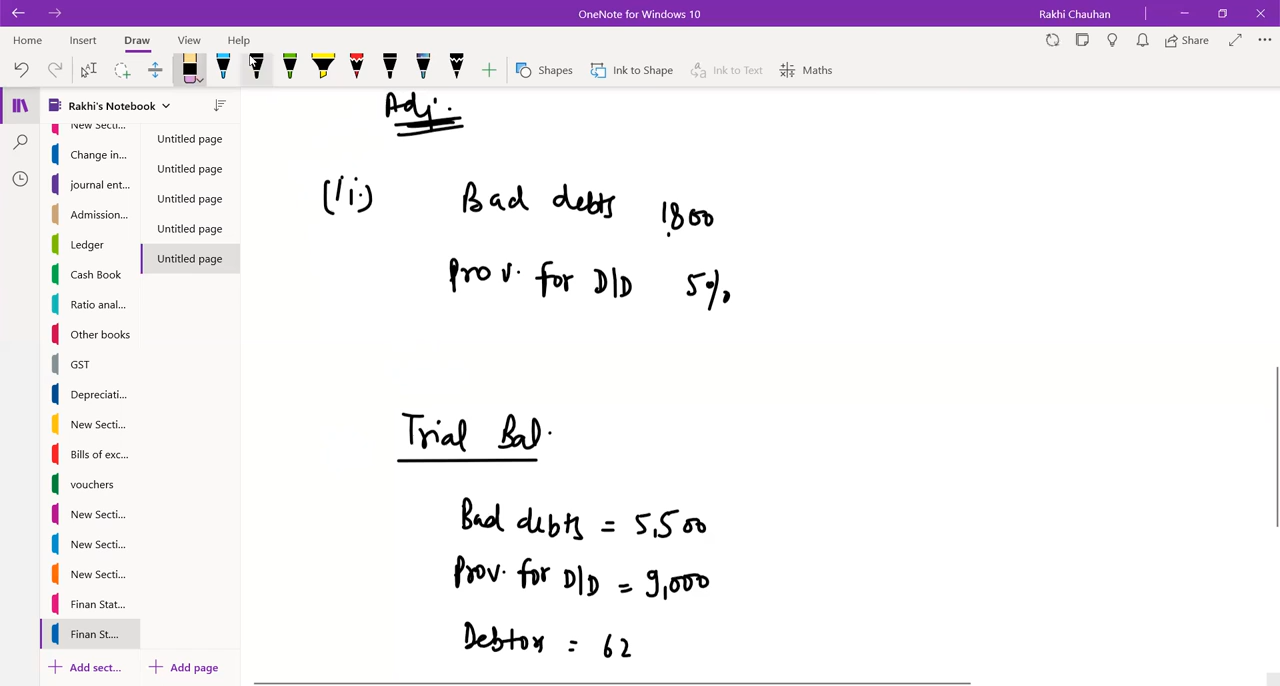 OneNote for Windows 10
Rakhi Chauhan
Home Insert Draw View Help
Share
Shapes Ink to Shape Ink to Text Maths
Rakhi's Notebook
New Secti...
Change in...
journal ent...
Admission...
Ledger
Cash Book
Ratio anal...
Other books
GST
Depreciati...
New Secti...
Bills of exc...
vouchers
New Secti...
New Secti...
New Secti...
Finan Stat...
Finan St....
Add sect...
Untitled page
Untitled page
Untitled page
Untitled page
Untitled page
Add page
Adj.
Bad debts 1800
Prov. for D/D 5%
Trial Bal.
Bad debts = 5,500
Prov. for D/D = 9,000
Debtors = 62